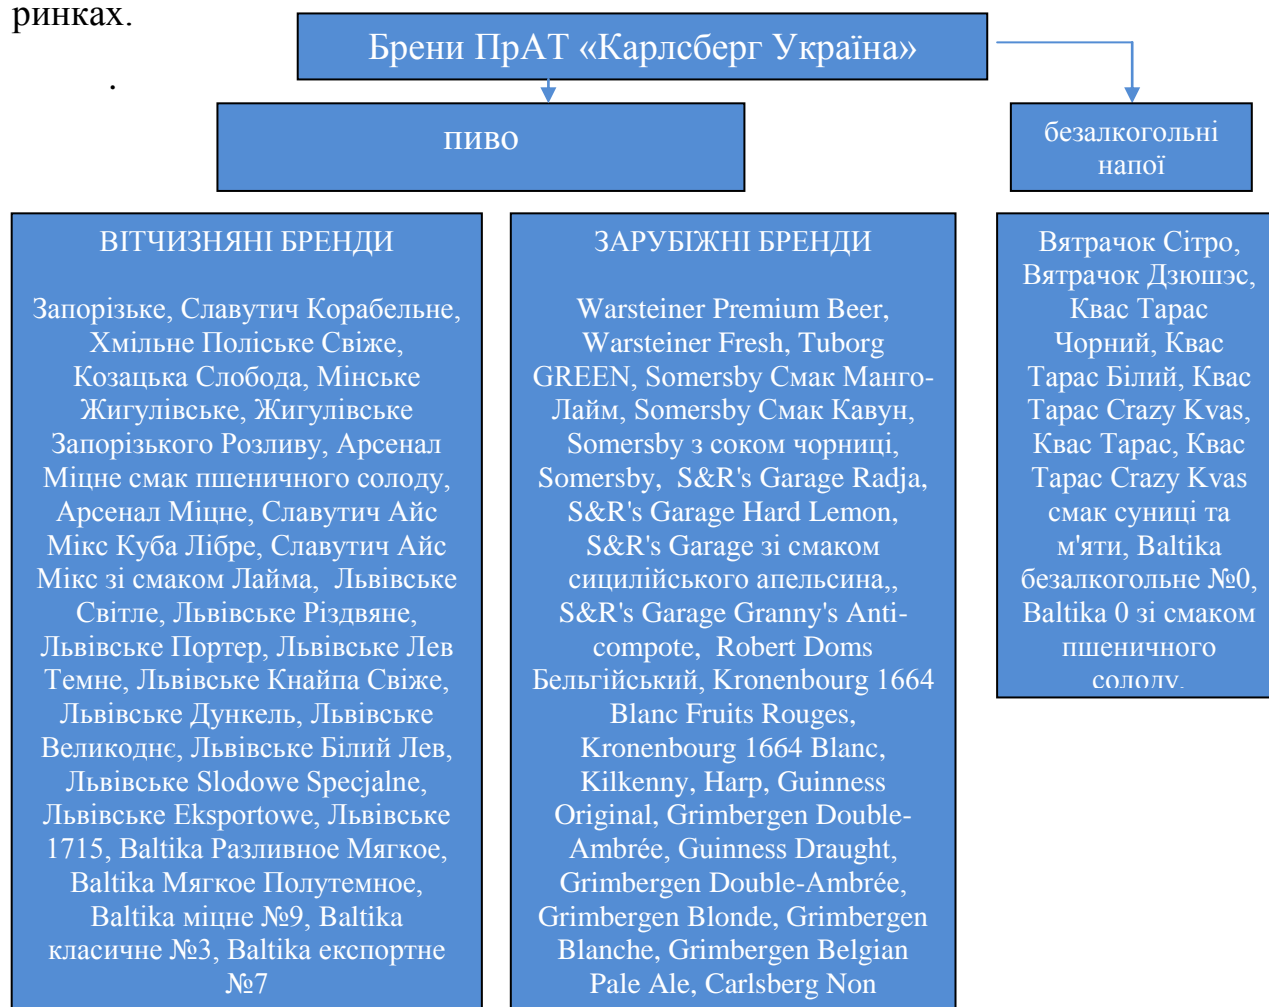 ринках.
Брени ПрАТ «Карлсберг Україна»
.
пиво
безалкогольні
напої
ВІТЧИЗНЯНІ БРЕНДИ
Запорізьке, Славутич Корабельне,
Хмільне Поліське Свіже,
Козацька Слобода, Мінське
Жигулівське, Жигулівське
Запорізького Розливу, Арсенал
Міцне смак пшеничного солоду,
Арсенал Міцне, Славутич Айс
Мікс Куба Лібре, Славутич Айс
Мікс зі смаком Лайма, Львівське
Світле, Львівське Різдвяне,
Львівське Портер, Львівське Лев
Темне, Львівське Кнайпа Свіже,
Львівське Дункель, Львівське
Великоднє, Львівське Білий Лев,
Львівське Slodowe Specjalne,
Львівське Eksportowe, Львівське
1715, Baltika Разливное Мягкое,
Baltika Мягкое Полутемное,
Baltika міцне №9, Baltika
класичне №3, Baltika експортне
№7
ЗАРУБІЖНІ БРЕНДИ
Warsteiner Premium Beer,
Warsteiner Fresh, Tuborg
GREEN, Somersby Смак Манго-
Лайм, Somersby Смак Кавун,
Somersby з соком чорниці,
Somersby, S&R's Garage Radja,
S&R's Garage Hard Lemon,
S&R's Garage зі смаком
сицилійського апельсина,,
S&R's Garage Granny's Anti-
compote, Robert Doms
Бельгійський, Kronenbourg 1664
Blanc Fruits Rouges,
Kronenbourg 1664 Blanc,
Kilkenny, Harp, Guinness
Original, Grimbergen Double-
Ambrée, Guinness Draught,
Grimbergen Double-Ambrée,
Grimbergen Blonde, Grimbergen
Blanche, Grimbergen Belgian
Pale Ale, Carlsberg Non
Вятрачок Сітро,
Вятрачок Дзюшэс,
Квас Тарас
Чорний, Квас
Тарас Білий, Квас
Тарас Crazy Kvas,
Квас Тарас, Квас
Тарас Crazy Kvas
смак суниці та
м'яти, Baltika
безалкогольне №0,
Baltika 0 зі смаком
пшеничного
солоду.